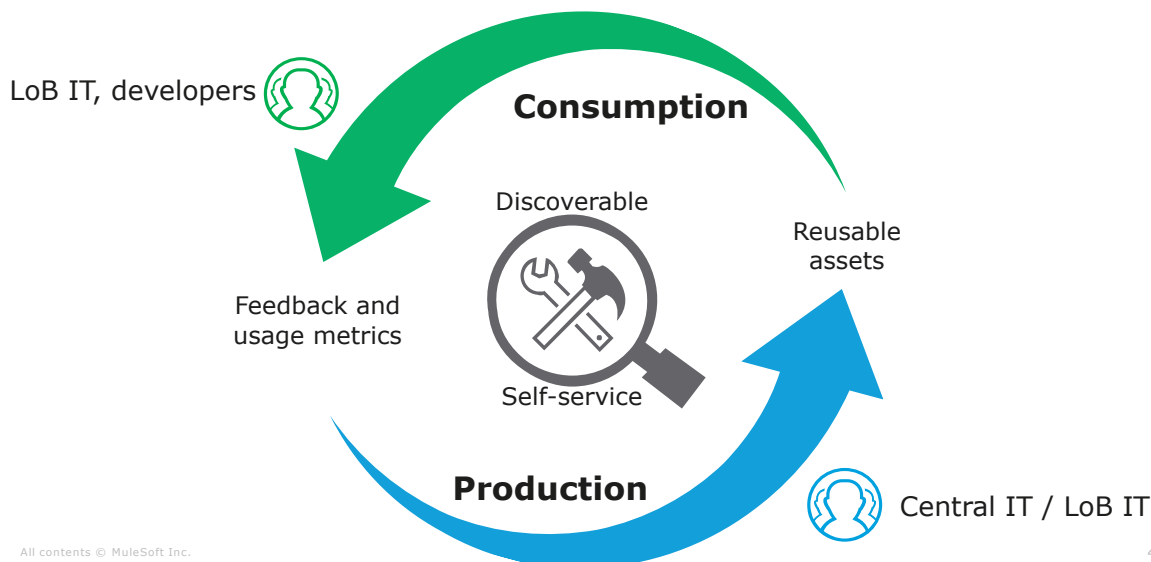 LoB IT, developers
Consumption
Discoverable
Reusable
assets
Feedback and
usage metrics
Self-service
Production
Central IT / LoB IT
All contents © MuleSoft Inc.